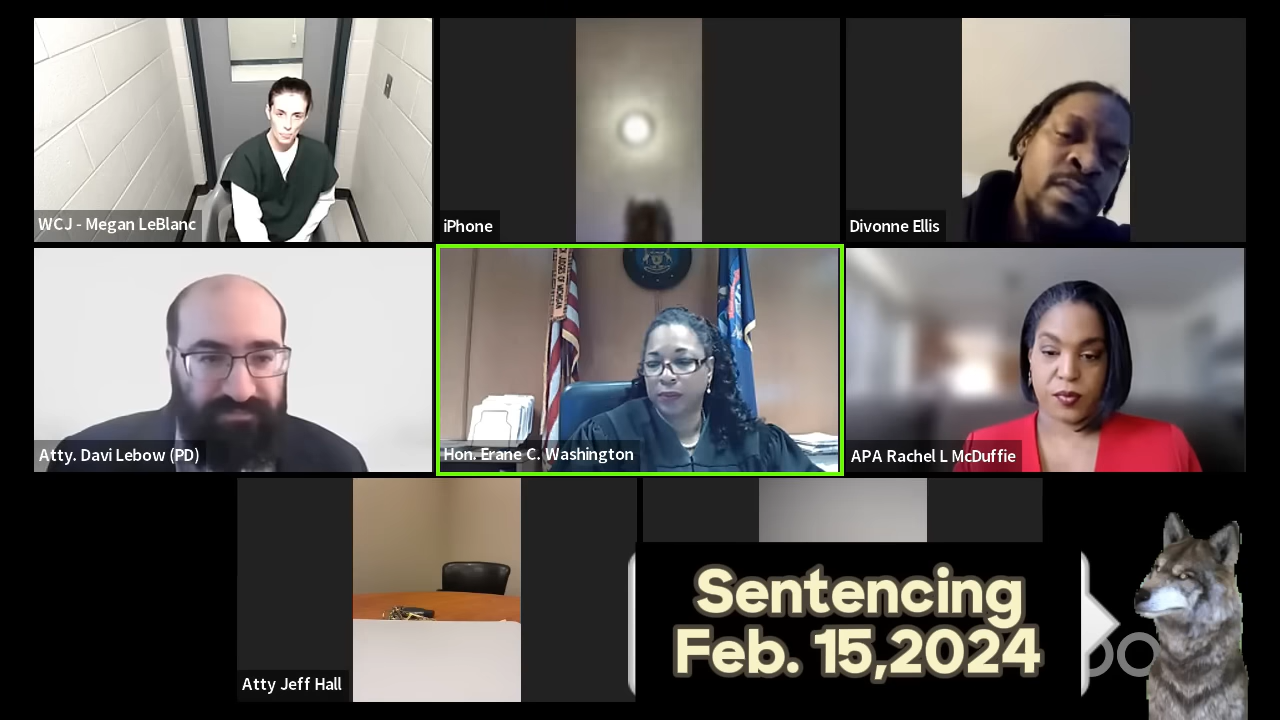 WCJ - Megan LeBlanc
iPhone
Divonne Ellis
Atty. Davi Lebow (PD)
Hon. Erane C. Washington
APA Rachel L McDuffie
Atty Jeff Hall
Sentencing
Feb. 15,2024